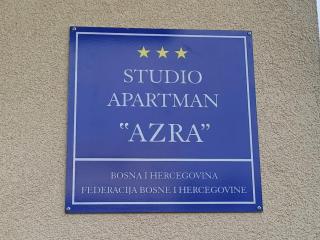 STUDIO
APARTMAN
"AZRA"
BOSNA I HERCEGOVINA
FEDERACIJA BOSNE I HERCEGOVINE